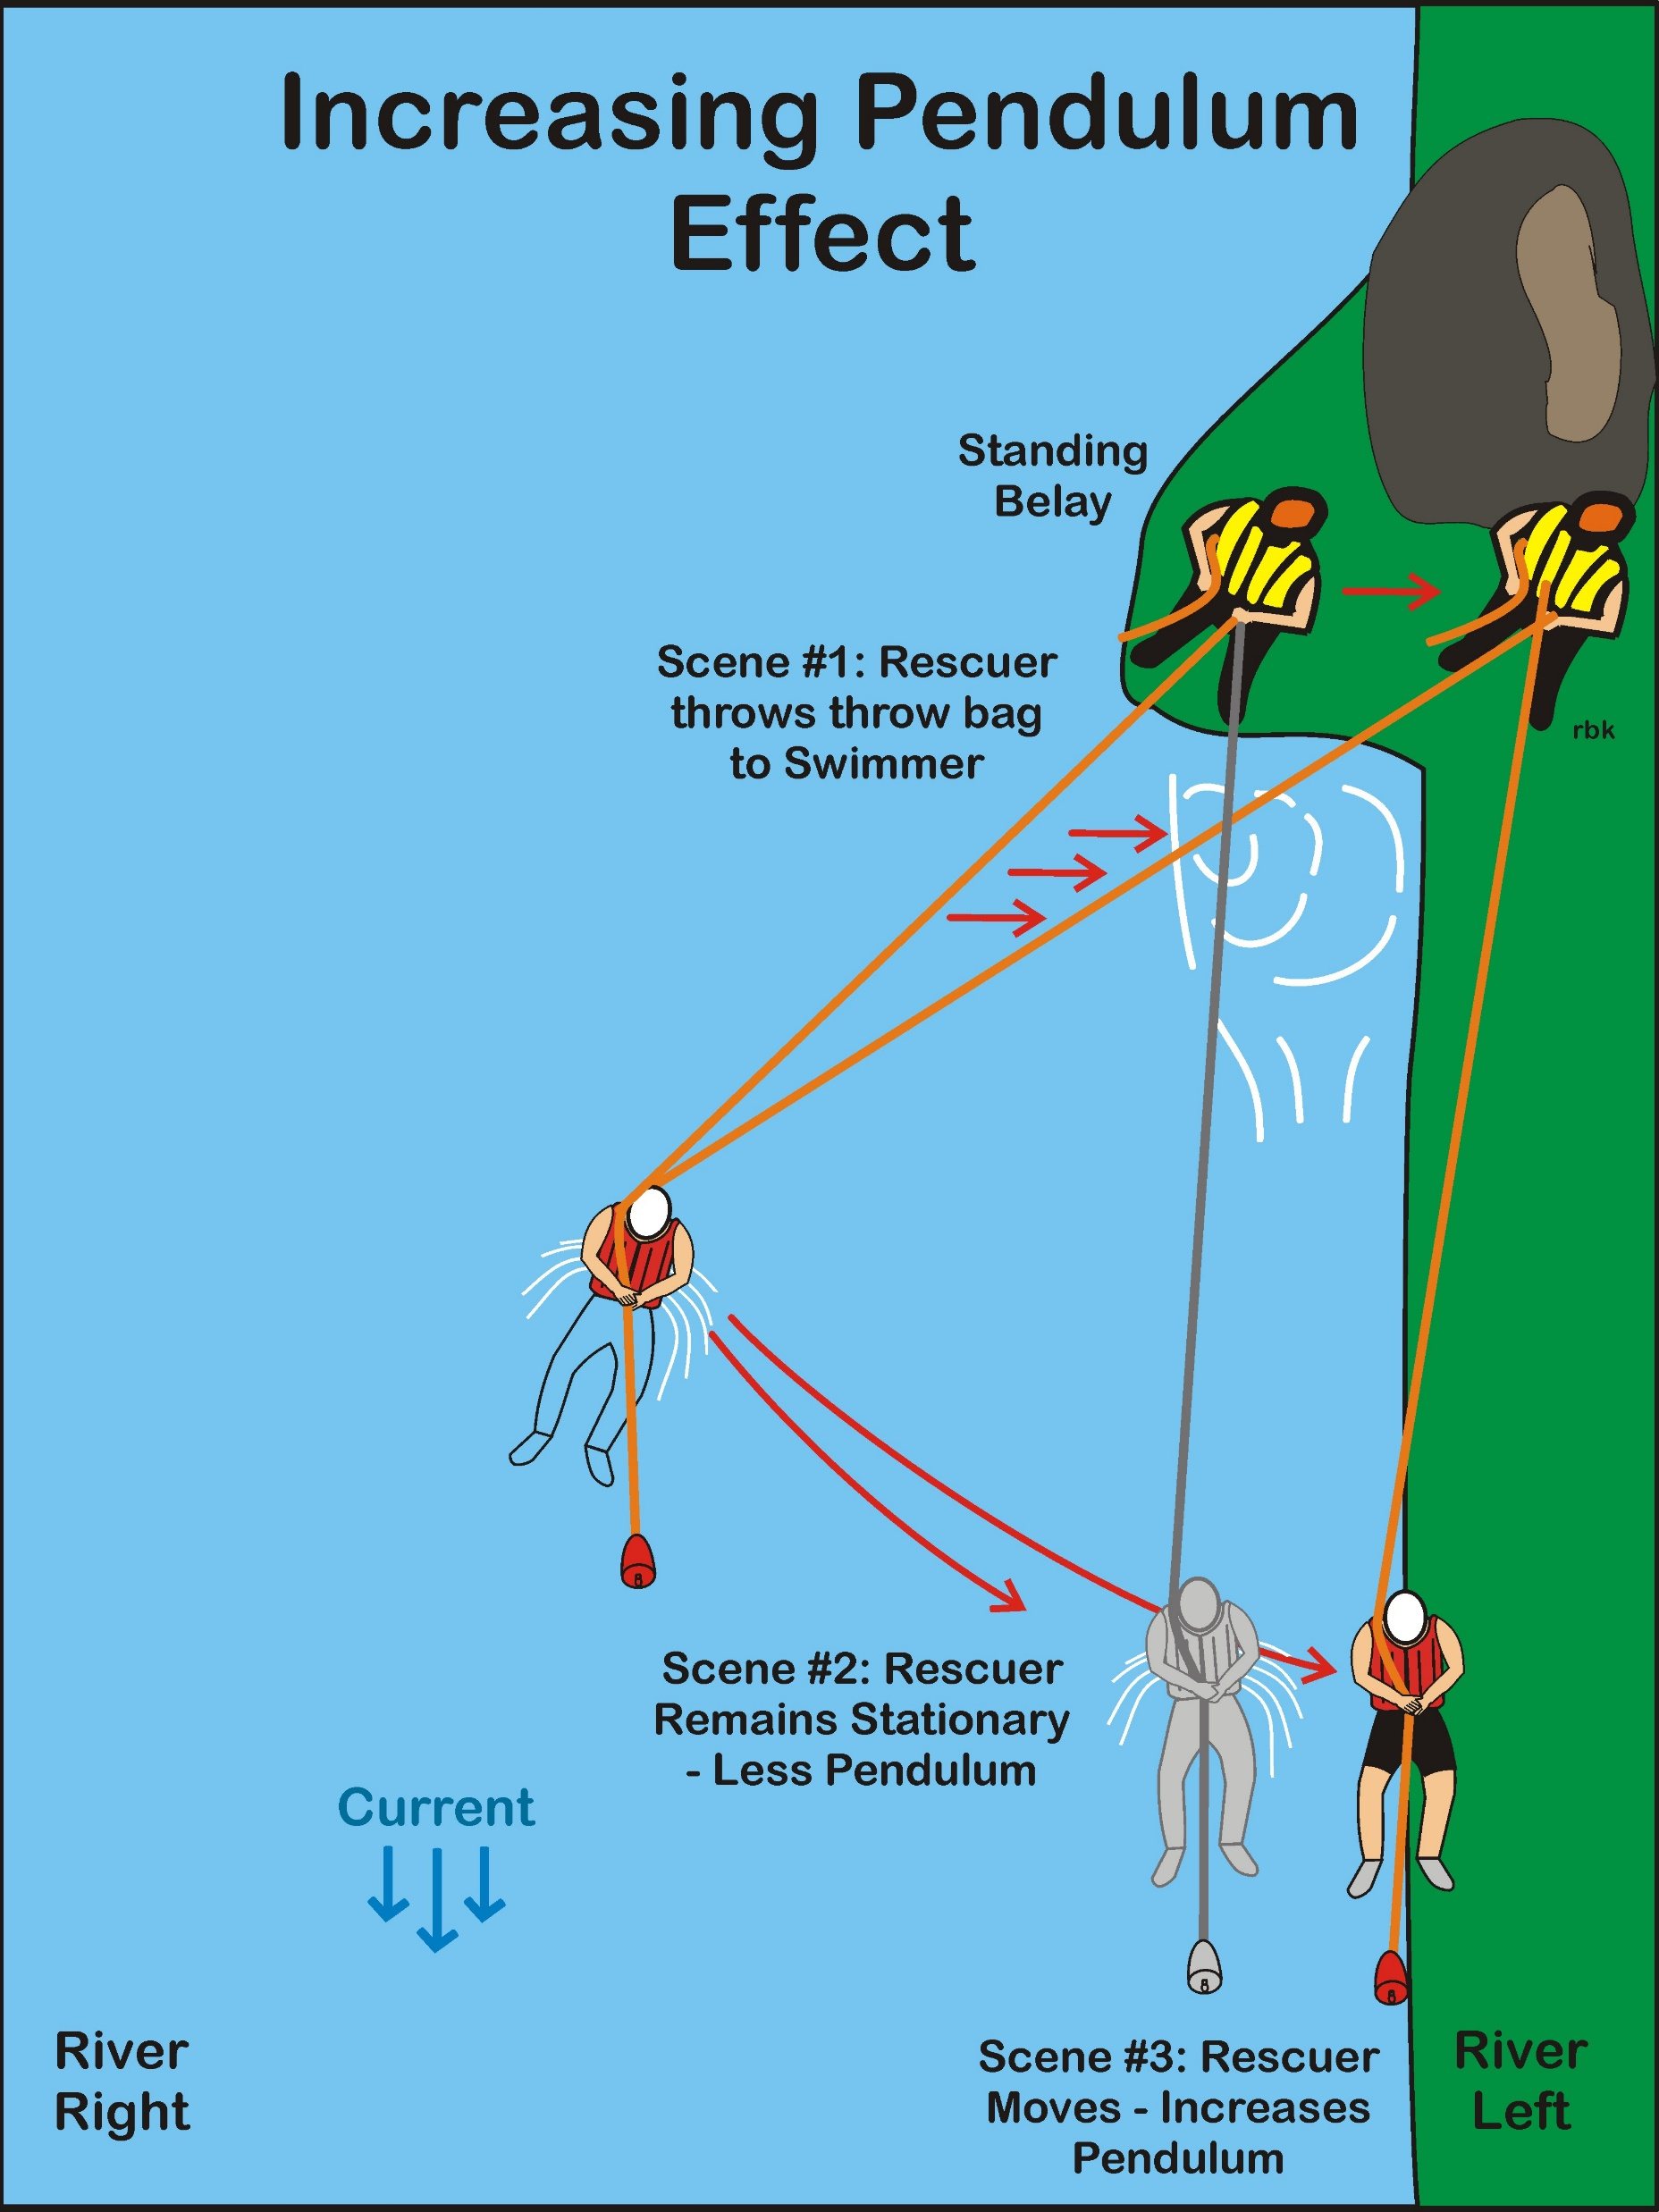 Increasing Pendulum
Effect
Standing
Belay
Scene #1: Rescuer
throws throw bag
to Swimmer
rbk
Scene #2: Rescuer
Remains Stationary
- Less Pendulum
Current
River
Right
Scene #3: Rescuer
Moves - Increases
Pendulum
River
Left